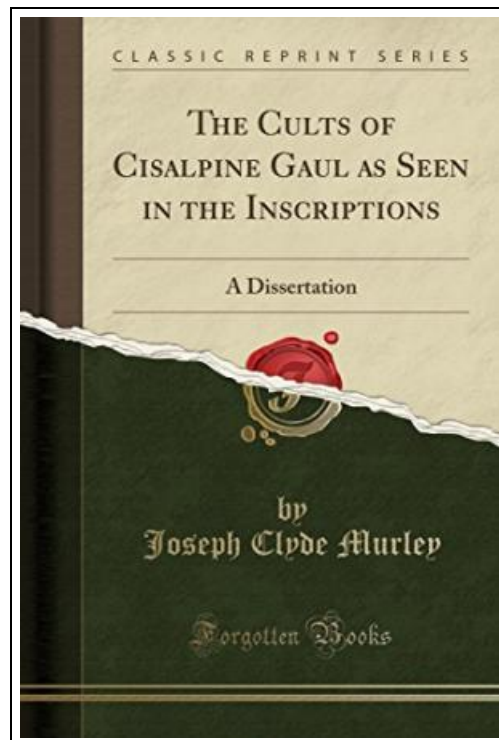 CLASSIC REPRINT SERIES
THE CULTS OF
CISALPINE GAUL AS SEEN
IN THE INSCRIPTIONS
A Dissertation
by
Joseph Clyde Murley
Forgotten Books